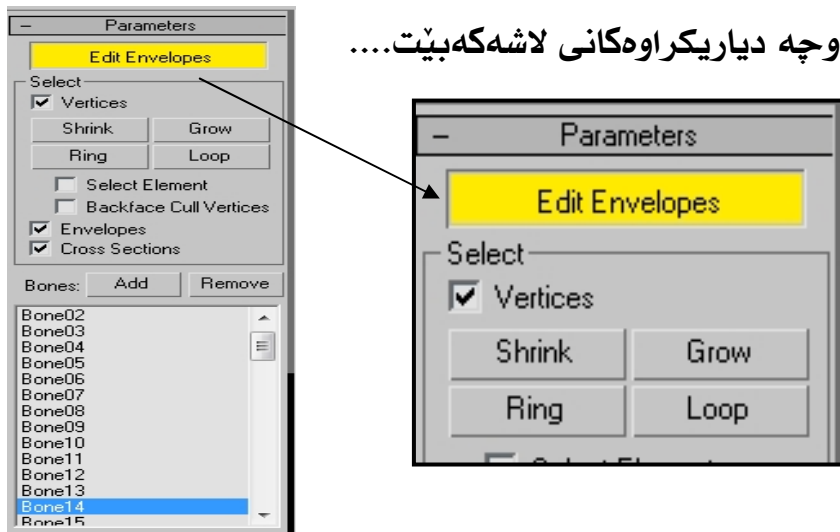 وچە دیاریکراوەکانی لاشەکەبێت....
Parameters
Edit Envelopes
Select
Vertices
Shrink Grow
Ring Loop
Select Element
Backface Cull Vertices
Envelopes
Cross Sections
Bones: Add Remove
Bone02
Bone03
Bone04
Bone05
Bone06
Bone07
Bone08
Bone09
Bone10
Bone11
Bone12
Bone13
Bone14
Bone15
Parameters
Edit Envelopes
Select
Vertices
Shrink Grow
Ring Loop